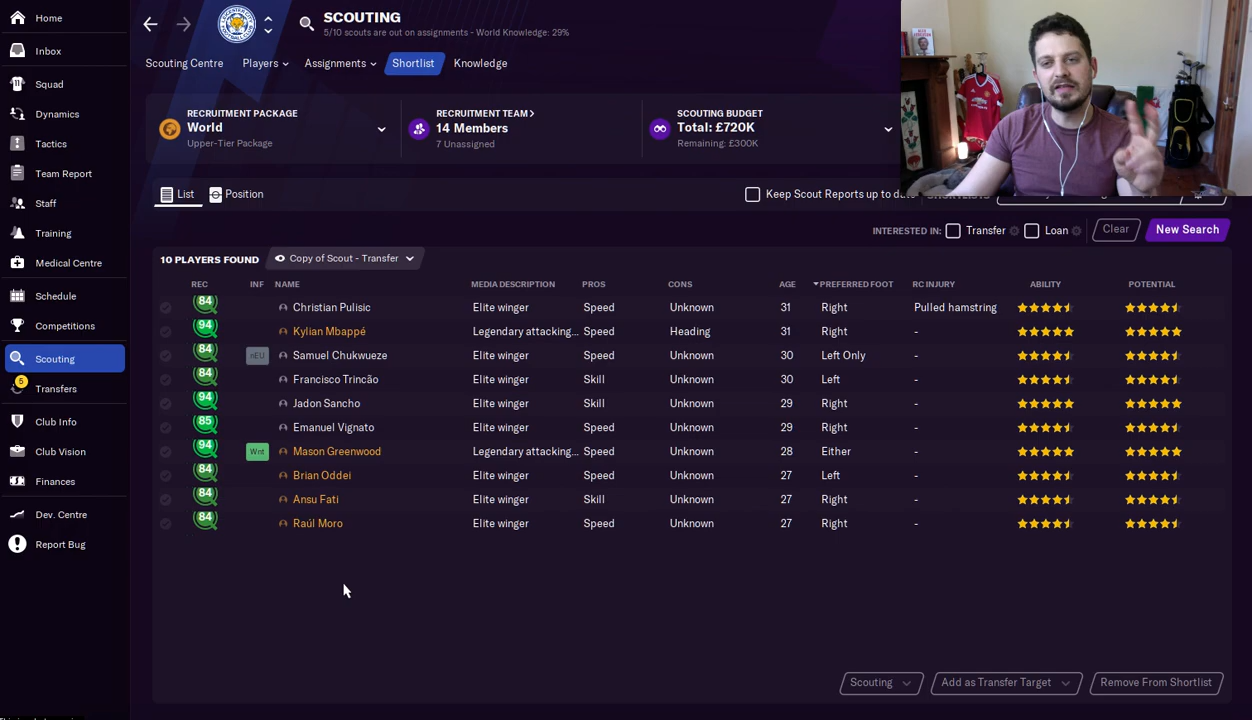 Home
Inbox
Squad
Dynamics
Tactics
Team Report
Staff
Training
Medical Centre
Schedule
Competitions
Scouting
5
Transfers
Club Info
Club Vision
Finances
Dev. Centre
Report Bug
SCOUTING
5/10 scouts are out on assignments - World Knowledge: 29%
Scouting Centre Players Assignments Shortlist Knowledge
RECRUITMENT PACKAGE
World
Upper-Tier Package
RECRUITMENT TEAM>
14 Members
7 Unassigned
SCOUTING BUDGET
Total: £720K
Remaining: £300K
List Position Keep Scout Reports up to date
INTERESTED IN: Transfer Loan Clear New Search
10 PLAYERS FOUND Copy of Scout - Transfer
REC INF NAME MEDIA DESCRIPTION PROS CONS AGE PREFERRED FOOT RC INJURY ABILITY POTENTIAL
84 Christian Pulisic Elite winger Speed Unknown 31 Right Pulled hamstring
94 Kylian Mbappé Legendary attacking... Speed Heading 31 Right -
84 nEU Samuel Chukwueze Elite winger Speed Unknown 30 Left Only -
84 Francisco Trincão Elite winger Skill Unknown 30 Left -
94 Jadon Sancho Elite winger Skill Unknown 29 Right -
85 Emanuel Vignato Elite winger Speed Unknown 29 Right -
94 Wnt Mason Greenwood Legendary attacking... Speed Unknown 28 Either -
84 Brian Oddei Elite winger Speed Unknown 27 Left -
84 Ansu Fati Elite winger Skill Unknown 27 Right -
84 Raúl Moro Elite winger Speed Unknown 27 Right -
Scouting Add as Transfer Target Remove From Shortlist